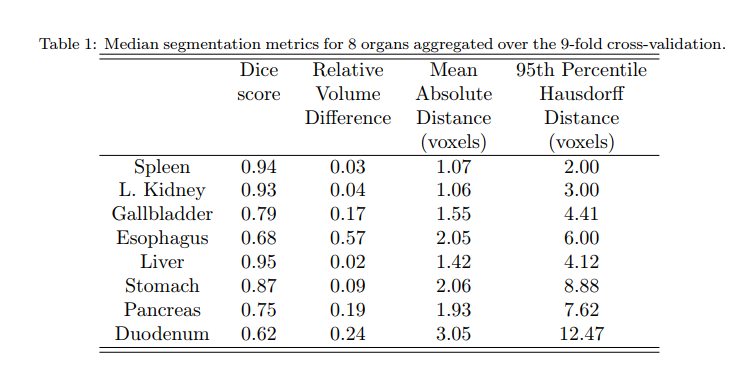 Table 1: Median segmentation metrics for 8 organs aggregated over the 9-fold cross-validation.
Dice Relative Mean 95th Percentile
score Volume Absolute Hausdorff
Difference Distance Distance
(voxels) (voxels)
Spleen 0.94 0.03 1.07 2.00
L. Kidney 0.93 0.04 1.06 3.00
Gallbladder 0.79 0.17 1.55 4.41
Esophagus 0.68 0.57 2.05 6.00
Liver 0.95 0.02 1.42 4.12
Stomach 0.87 0.09 2.06 8.88
Pancreas 0.75 0.19 1.93 7.62
Duodenum 0.62 0.24 3.05 12.47